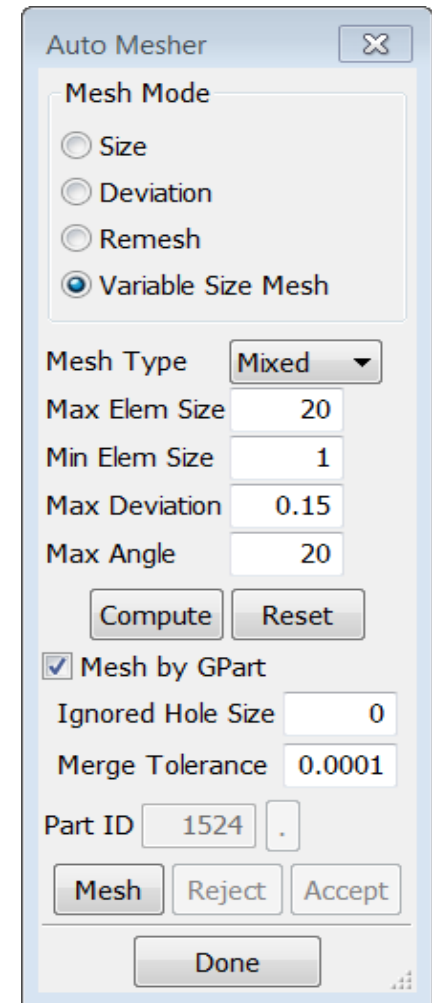 Auto Mesher
Mesh Mode
Size
Deviation
Remesh
Variable Size Mesh
Mesh Type Mixed
Max Elem Size 20
Min Elem Size 1
Max Deviation 0.15
Max Angle 20
Compute Reset
Mesh by GPart
Ignored Hole Size 0
Merge Tolerance 0.0001
Part ID 1524 .
Mesh Reject Accept
Done